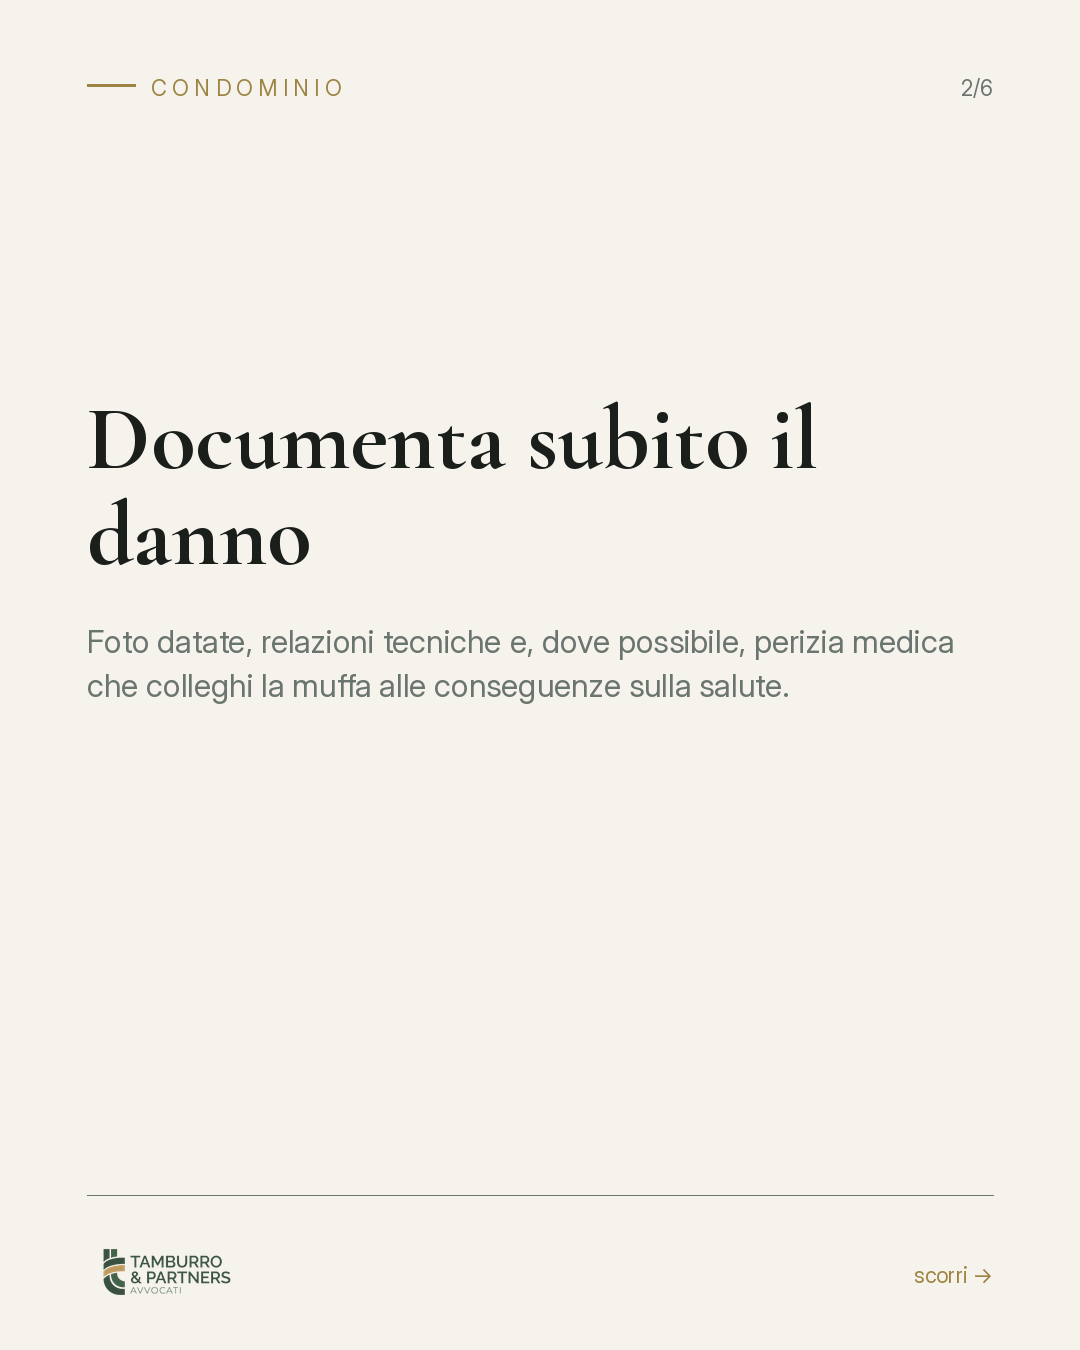 CONDOMINIO
2/6
Documenta subito il
danno
Foto datate, relazioni tecniche e, dove possibile, perizia medica
che colleghi la muffa alle conseguenze sulla salute.
TAMBURRO
& PARTNERS
AVVOCATI
scorri →